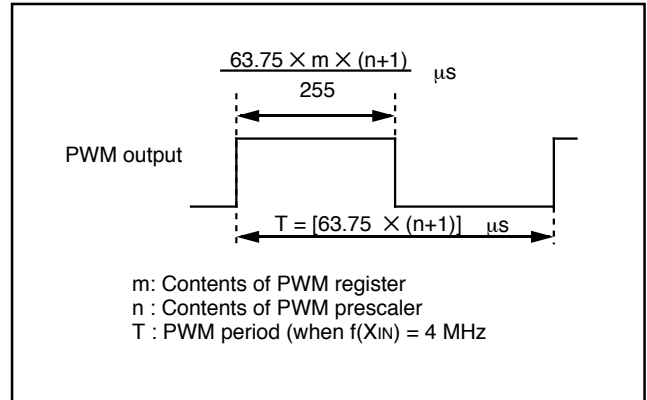 63.75 × m × (n+1)
255
μs
PWM output
T = [63.75 × (n+1)] μs
m: Contents of PWM register
n : Contents of PWM prescaler
T : PWM period (when f(XIN) = 4 MHz